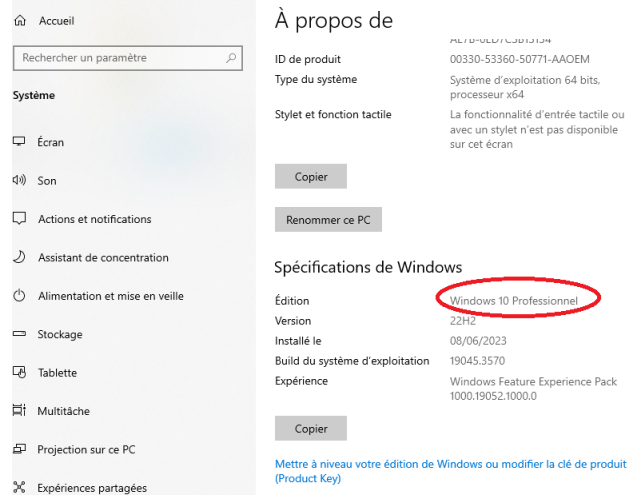 Accueil
Rechercher un paramètre
Système
Écran
Son
Actions et notifications
Assistant de concentration
Alimentation et mise en veille
Stockage
Tablette
Multitâche
Projection sur ce PC
Expériences partagées
À propos de
ID de produit 00330-53360-50771-AAOEM
Type du système Système d'exploitation 64 bits,
processeur x64
Stylet et fonction tactile La fonctionnalité d'entrée tactile ou
avec un stylet n'est pas disponible
sur cet écran
Copier
Renommer ce PC
Spécifications de Windows
Édition Windows 10 Professionnel
Version 22H2
Installé le 08/06/2023
Build du système d'exploitation 19045.3570
Expérience Windows Feature Experience Pack
1000.19052.1000.0
Copier
Mettre à niveau votre édition de Windows ou modifier la clé de produit
(Product Key)